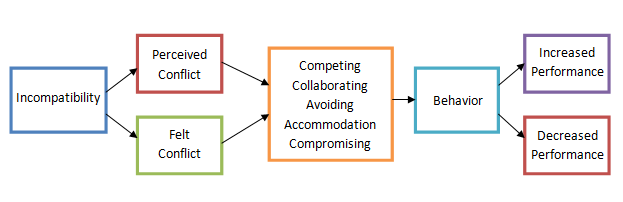 Incompatibility
Perceived
Conflict
Felt
Conflict
Competing
Collaborating
Avoiding
Accommodation
Compromising
Behavior
Increased
Performance
Decreased
Performance